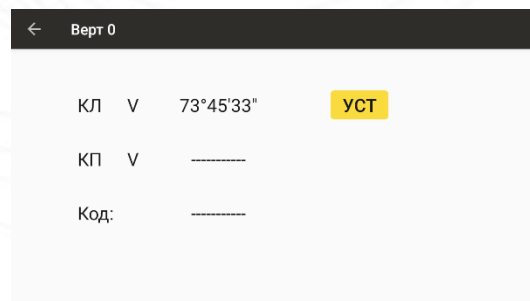 ← Верт 0
КЛ V 73°45'33" УСТ
КП V -----------
Код: -----------